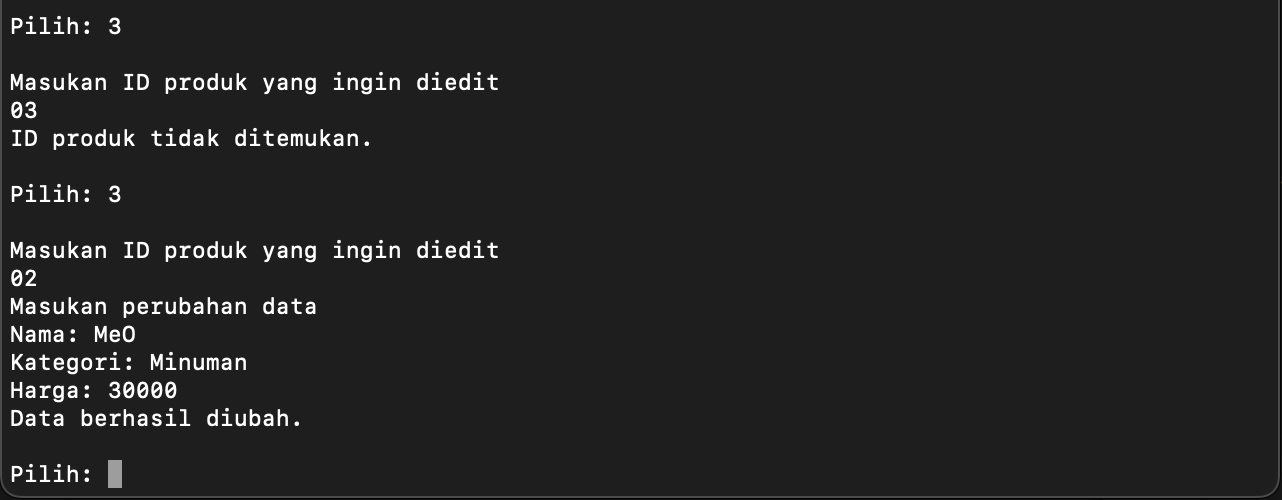 Pilih: 3
Masukan ID produk yang ingin diedit
03
ID produk tidak ditemukan.
Pilih: 3
Masukan ID produk yang ingin diedit
02
Masukan perubahan data
Nama: MeO
Kategori: Minuman
Harga: 30000
Data berhasil diubah.
Pilih: